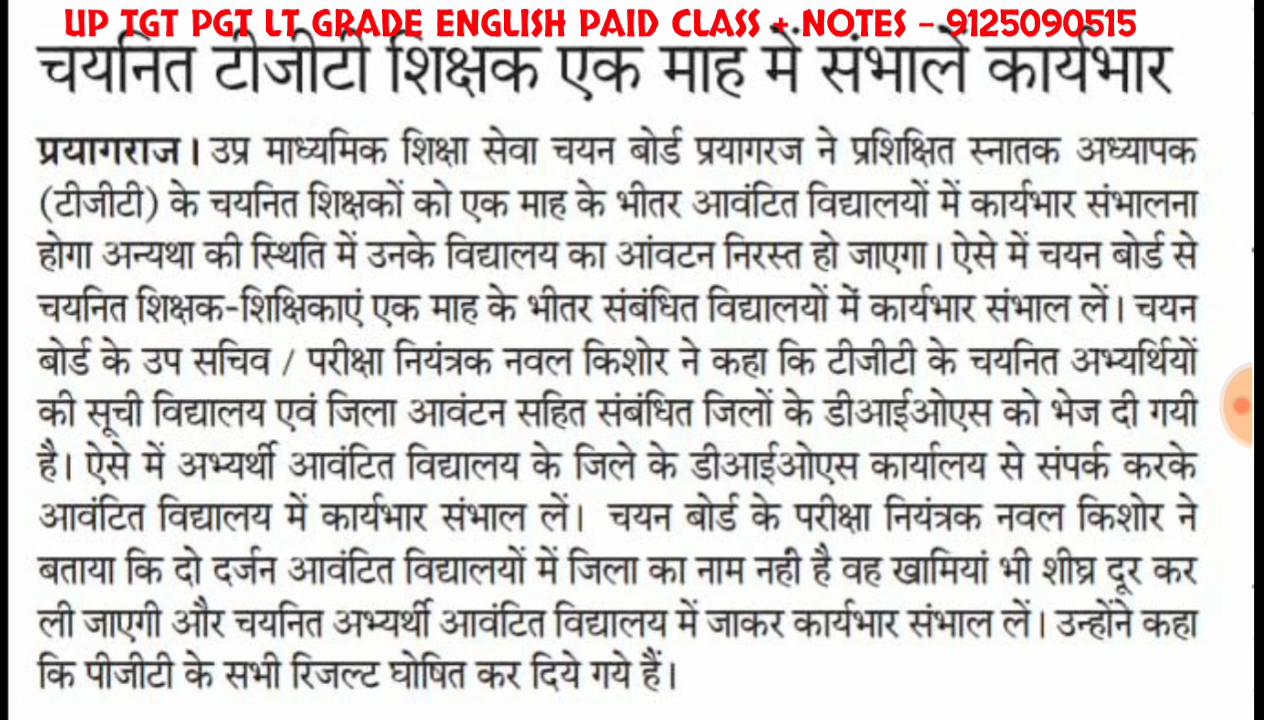 UP TGT PGT LT GRADE ENGLISH PAID CLASS + NOTES - 9125090515
चयनित टीजीटी शिक्षक एक माह में संभाले कार्यभार
प्रयागराज। उप्र माध्यमिक शिक्षा सेवा चयन बोर्ड प्रयागरज ने प्रशिक्षित स्नातक अध्यापक
(टीजीटी) के चयनित शिक्षकों को एक माह के भीतर आवंटित विद्यालयों में कार्यभार संभालना
होगा अन्यथा की स्थिति में उनके विद्यालय का आंवटन निरस्त हो जाएगा। ऐसे में चयन बोर्ड से
चयनित शिक्षक-शिक्षिकाएं एक माह के भीतर संबंधित विद्यालयों में कार्यभार संभाल लें। चयन
बोर्ड के उप सचिव / परीक्षा नियंत्रक नवल किशोर ने कहा कि टीजीटी के चयनित अभ्यर्थियों
की सूची विद्यालय एवं जिला आवंटन सहित संबंधित जिलों के डीआईओएस को भेज दी गयी
है। ऐसे में अभ्यर्थी आवंटित विद्यालय के जिले के डीआईओएस कार्यालय से संपर्क करके
आवंटित विद्यालय में कार्यभार संभाल लें। चयन बोर्ड के परीक्षा नियंत्रक नवल किशोर ने
बताया कि दो दर्जन आवंटित विद्यालयों में जिला का नाम नही है वह खामियां भी शीघ्र दूर कर
ली जाएगी और चयनित अभ्यर्थी आवंटित विद्यालय में जाकर कार्यभार संभाल लें। उन्होंने कहा
कि पीजीटी के सभी रिजल्ट घोषित कर दिये गये हैं।